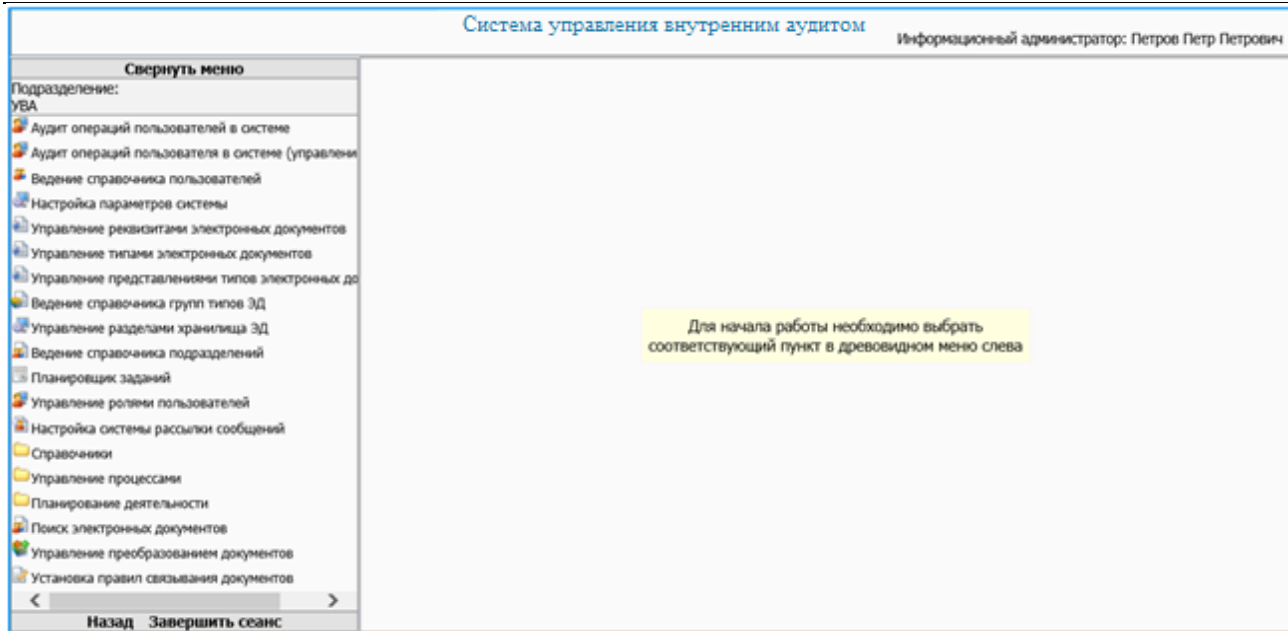 Система управления внутренним аудитом
Информационный администратор: Петров Петр Петрович
Свернуть меню
Подразделение:
УВА
Аудит операций пользователей в системе
Аудит операций пользователя в системе (управлени
Ведение справочника пользователей
Настройка параметров системы
Управление реквизитами электронных документов
Управление типами электронных документов
Управление представлениями типов электронных до
Ведение справочника групп типов ЭД
Управление разделами хранилища ЭД
Ведение справочника подразделений
Планировщик заданий
Управление ролями пользователей
Настройка системы рассылки сообщений
Справочники
Управление процессами
Планирование деятельности
Поиск электронных документов
Управление преобразованием документов
Установка правил связывания документов
Назад Завершить сеанс
Для начала работы необходимо выбрать
соответствующий пункт в древовидном меню слева